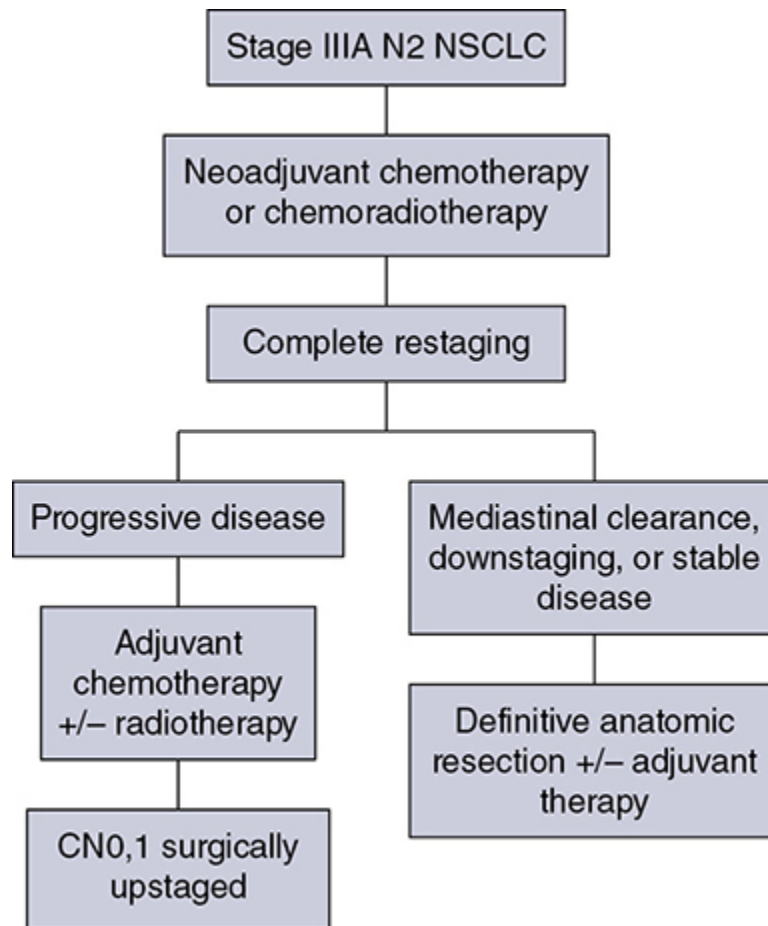 Stage IIIA N2 NSCLC
Neoadjuvant chemotherapy
or chemoradiotherapy
Complete restaging
Progressive disease
Adjuvant
chemotherapy
+/– radiotherapy
CN0,1 surgically
upstaged
Mediastinal clearance,
downstaging, or stable
disease
Definitive anatomic
resection +/– adjuvant
therapy